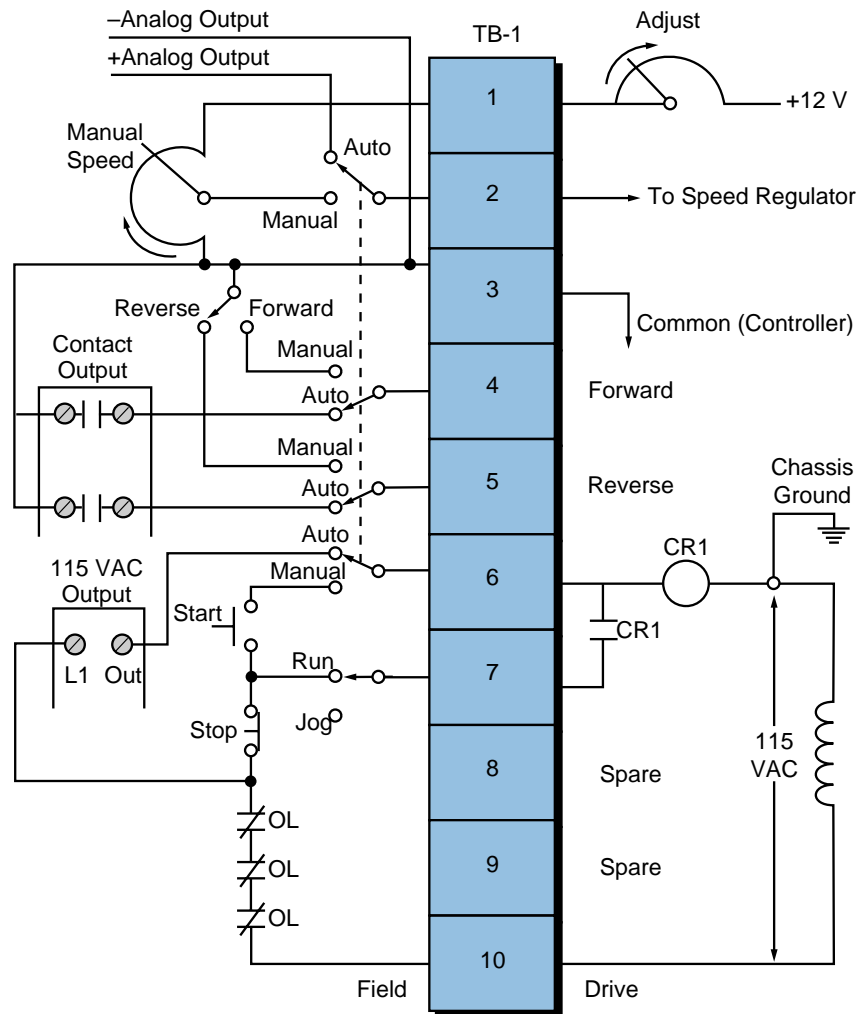 –Analog Output
+Analog Output
TB-1
Adjust
1
+12 V
Manual
Speed
Auto
Manual
2
To Speed Regulator
3
Reverse
Forward
Common (Controller)
Contact
Output
Manual
Auto
4
Forward
Manual
Auto
5
Reverse
Chassis
Ground
Auto
Manual
6
CR1
CR1
115 VAC
Output
L1
Out
Start
Run
7
Stop
Jog
8
Spare
115
VAC
OL
OL
OL
9
Spare
10
Field
Drive